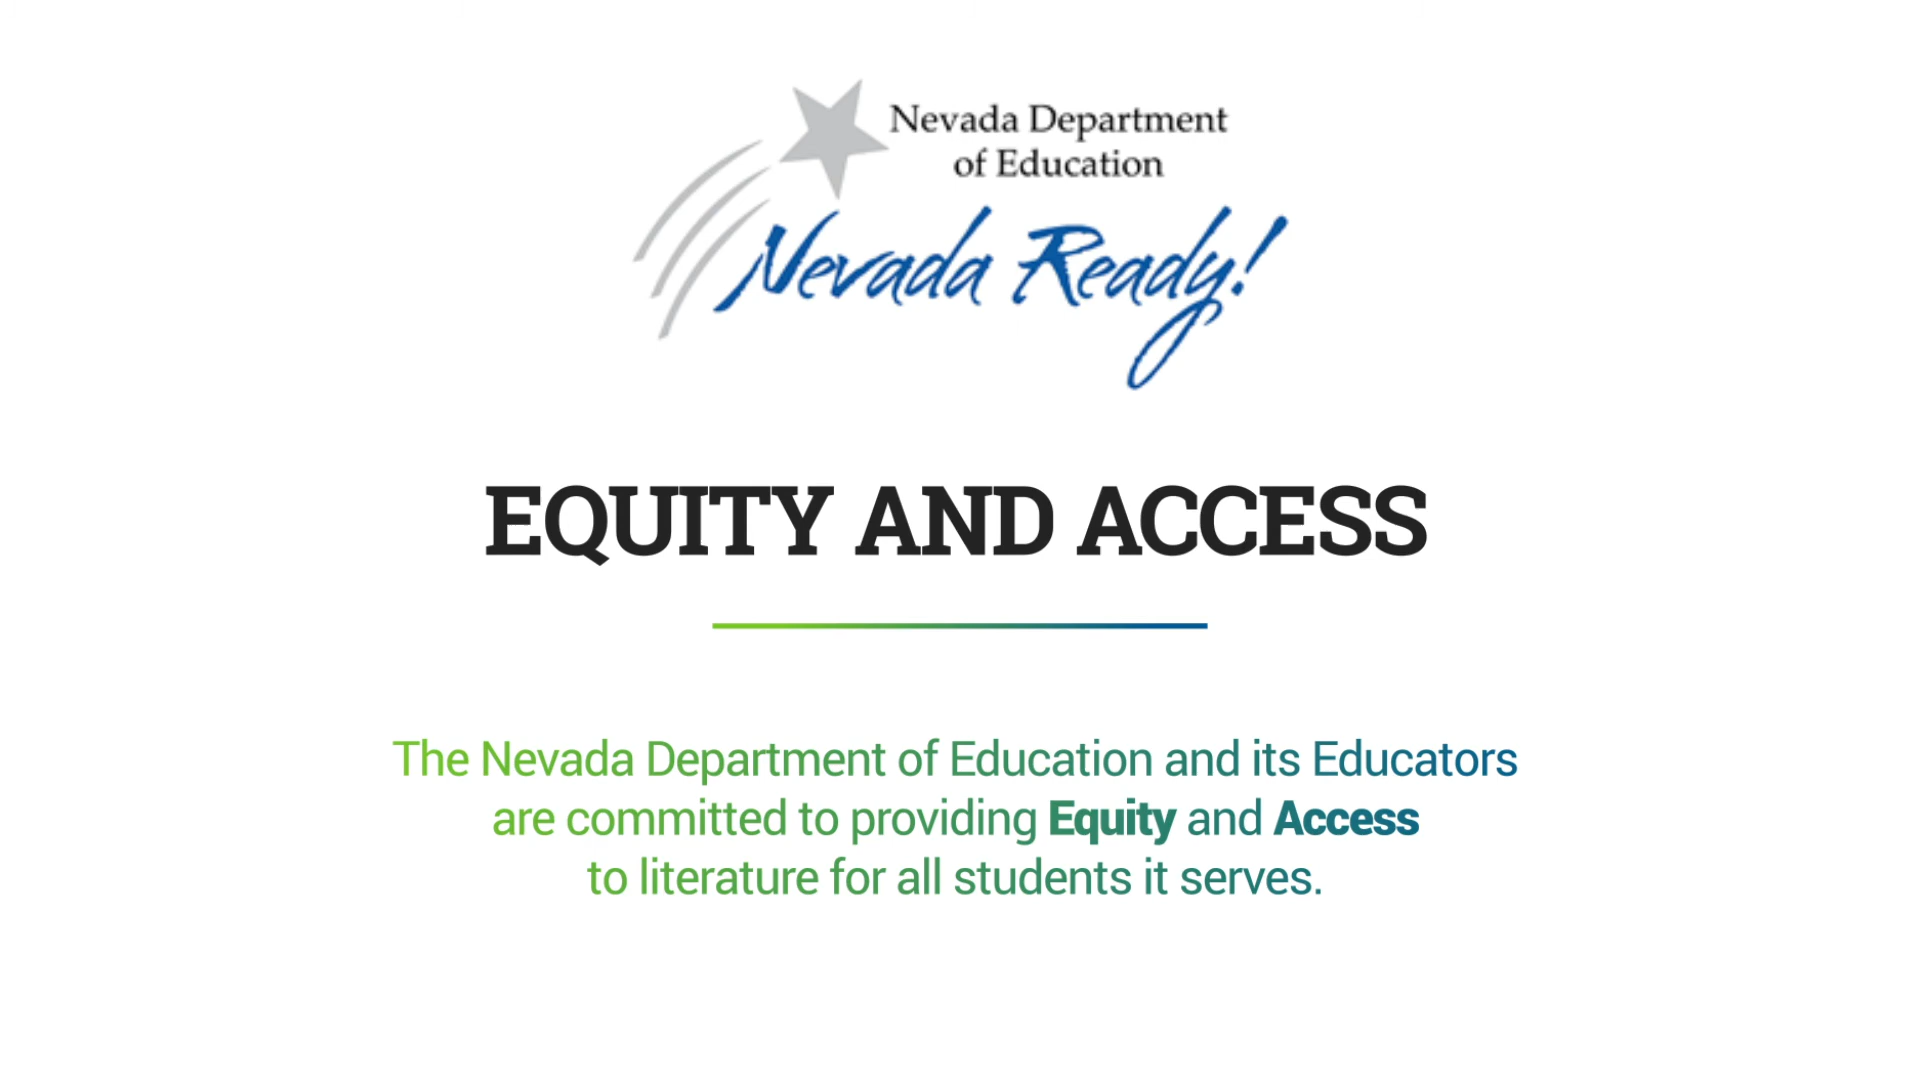 Nevada Department
of Education
Nevada Ready!
EQUITY AND ACCESS
The Nevada Department of Education and its Educators
are committed to providing Equity and Access
to literature for all students it serves.